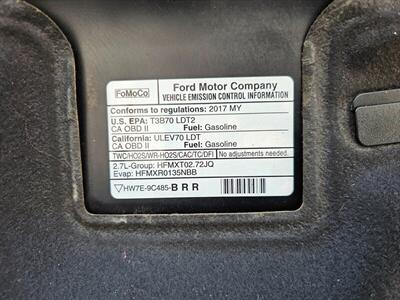 FoMoCo
Ford Motor Company
VEHICLE EMISSION CONTROL INFORMATION
Conforms to regulations: 2017 MY
U.S. EPA: T3B70 LDT2
CA OBD II Fuel: Gasoline
California: ULEV70 LDT
CA OBD II Fuel: Gasoline
TWC/HO2S/WR-HO2S/CAC/TC/DFI No adjustments needed.
2.7L-Group: HFMXT02.72JQ
Evap: HFMXR0135NBB
HW7E-9C485-BRR